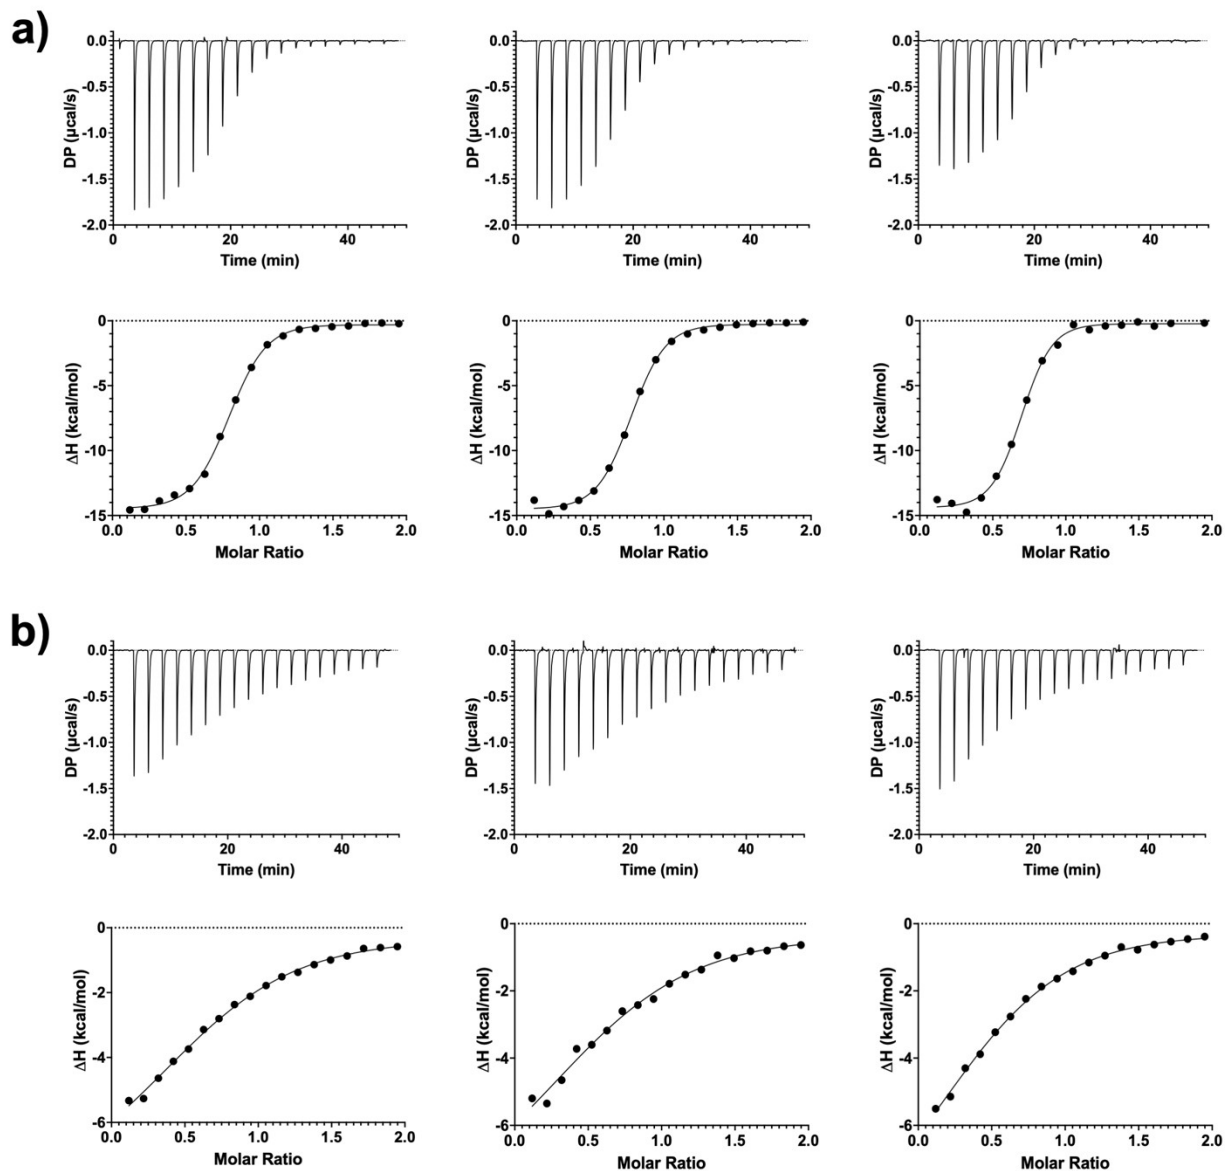 a)
0.0 0.0 0.0
-0.5 -0.5 -0.5
DP (µcal/s) DP (µcal/s) DP (µcal/s)
-1.0 -1.0 -1.0
-1.5 -1.5 -1.5
-2.0 -2.0 -2.0
0 20 40 0 20 40 0 20 40
Time (min) Time (min) Time (min)
0 0 0
-5 -5 -5
ΔH (kcal/mol) ΔH (kcal/mol) ΔH (kcal/mol)
-10 -10 -10
-15 -15 -15
0.0 0.5 1.0 1.5 2.0 0.0 0.5 1.0 1.5 2.0 0.0 0.5 1.0 1.5 2.0
Molar Ratio Molar Ratio Molar Ratio
b)
0.0 0.0 0.0
-0.5 -0.5 -0.5
DP (µcal/s) DP (µcal/s) DP (µcal/s)
-1.0 -1.0 -1.0
-1.5 -1.5 -1.5
-2.0 -2.0 -2.0
0 20 40 0 20 40 0 20 40
Time (min) Time (min) Time (min)
0 0 0
-2 -2 -2
ΔH (kcal/mol) ΔH (kcal/mol) ΔH (kcal/mol)
-4 -4 -4
-6 -6 -6
0.0 0.5 1.0 1.5 2.0 0.0 0.5 1.0 1.5 2.0 0.0 0.5 1.0 1.5 2.0
Molar Ratio Molar Ratio Molar Ratio